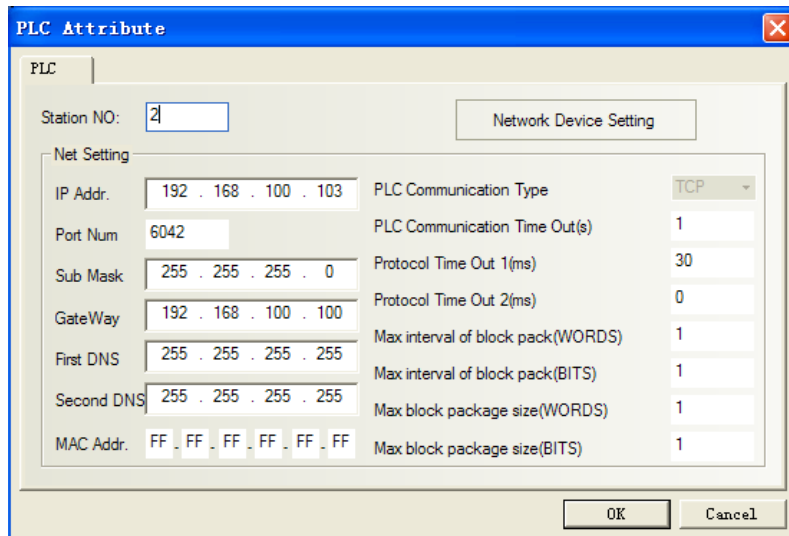 PLC Attribute
PLC
Station NO: 2
Network Device Setting
Net Setting
IP Addr. 192 . 168 . 100 . 103
PLC Communication Type TCP
Port Num 6042
PLC Communication Time Out(s) 1
Sub Mask 255 . 255 . 255 . 0
Protocol Time Out 1(ms) 30
GateWay 192 . 168 . 100 . 100
Protocol Time Out 2(ms) 0
First DNS 255 . 255 . 255 . 255
Max interval of block pack(WORDS) 1
Second DNS 255 . 255 . 255 . 255
Max interval of block pack(BITS) 1
Max block package size(WORDS) 1
MAC Addr. FF - FF - FF - FF - FF - FF
Max block package size(BITS) 1
OK Cancel